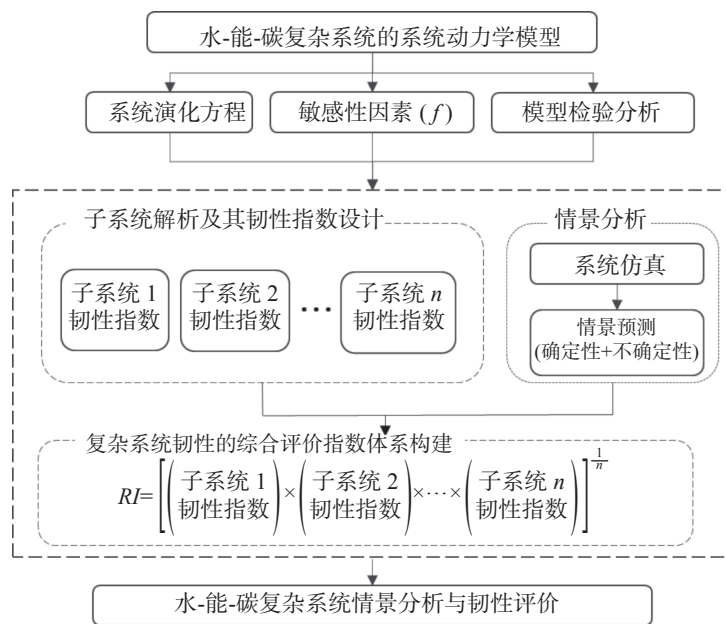 水-能-碳复杂系统的系统动力学模型
系统演化方程
敏感性因素 (f)
模型检验分析
子系统解析及其韧性指数设计
子系统 1
韧性指数
子系统 2
韧性指数
…
子系统 n
韧性指数
情景分析
系统仿真
情景预测
(确定性+不确定性)
复杂系统韧性的综合评价指数体系构建
RI=[(子系统 1 韧性指数)×(子系统 2 韧性指数)×⋯×(子系统 n 韧性指数)]^{1/n}
水-能-碳复杂系统情景分析与韧性评价